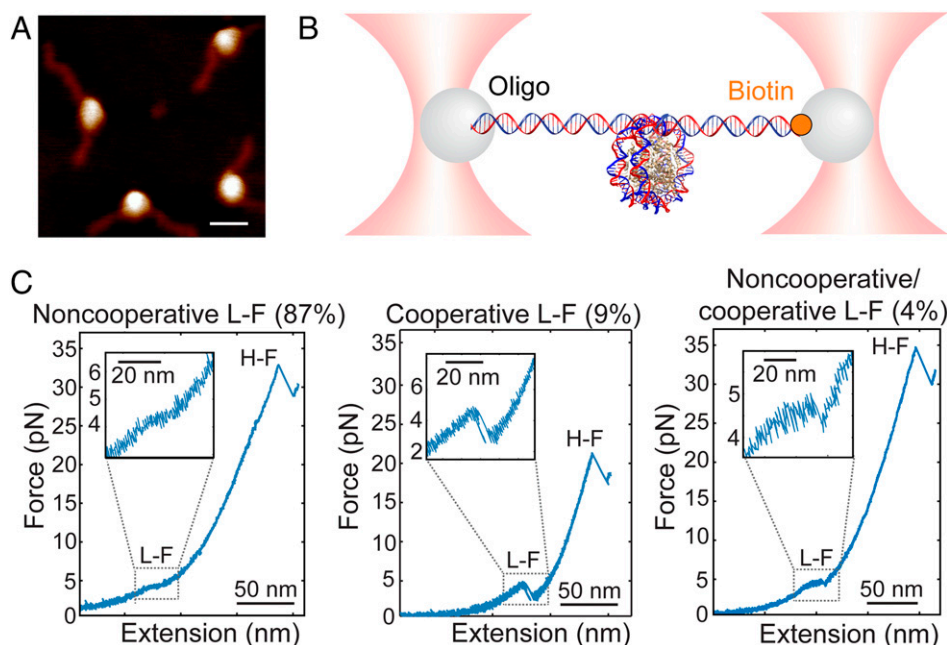 A
B
Oligo
Biotin
C
Noncooperative L-F (87%)
35
30
25
20
15
10
5
0
Force (pN)
6
5
4
20 nm
H-F
L-F
50 nm
Extension (nm)
Cooperative L-F (9%)
35
30
25
20
15
10
5
0
Force (pN)
6
4
2
20 nm
H-F
L-F
50 nm
Extension (nm)
Noncooperative/
cooperative L-F (4%)
35
30
25
20
15
10
5
0
Force (pN)
5
4
20 nm
H-F
L-F
50 nm
Extension (nm)